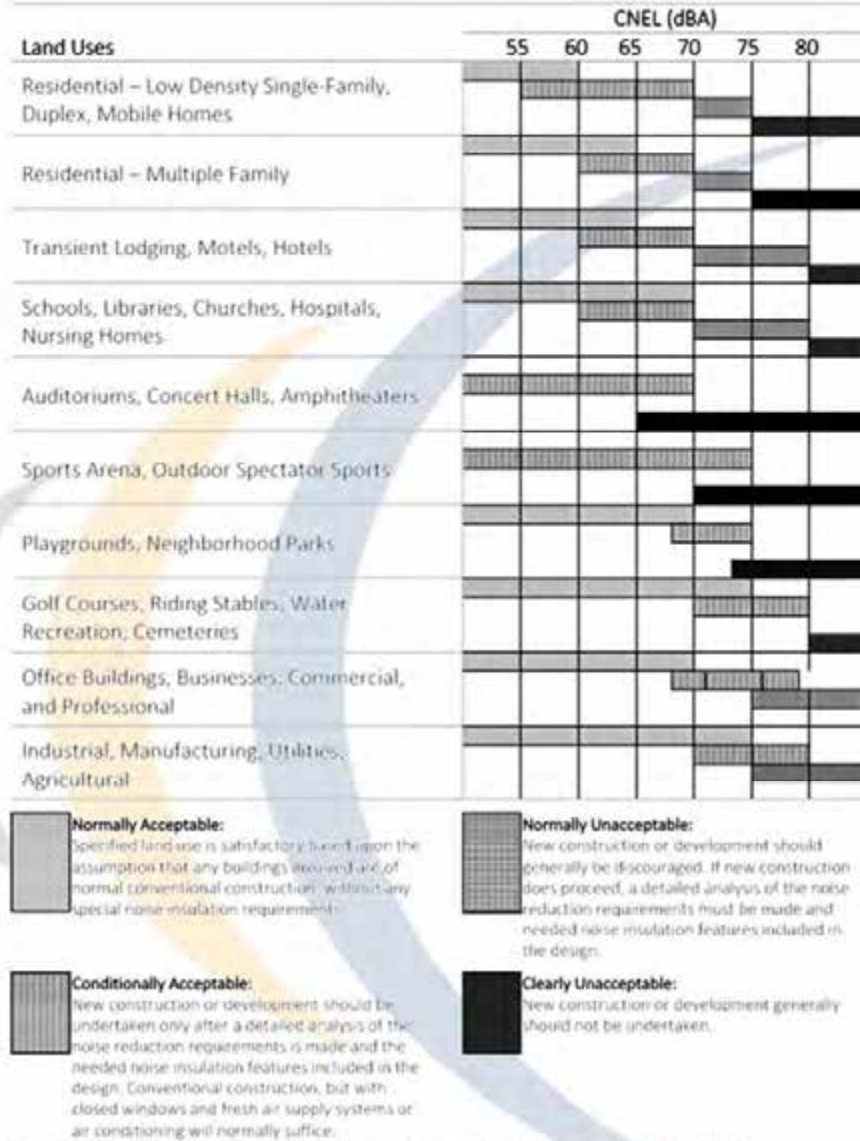 CNEL (dBA)
Land Uses
55 60 65 70 75 80
Residential – Low Density Single-Family,
Duplex, Mobile Homes
Residential – Multiple Family
Transient Lodging, Motels, Hotels
Schools, Libraries, Churches, Hospitals,
Nursing Homes
Auditoriums, Concert Halls, Amphitheaters
Sports Arena, Outdoor Spectator Sports
Playgrounds, Neighborhood Parks
Golf Courses, Riding Stables, Water
Recreation, Cemeteries
Office Buildings, Businesses, Commercial,
and Professional
Industrial, Manufacturing, Utilities,
Agricultural
Normally Acceptable:
Specified land use is satisfactory based upon the
assumption that any buildings involved are of
normal conventional construction, without any
special noise insulation requirements
Normally Unacceptable:
New construction or development should
generally be discouraged. If new construction
does proceed, a detailed analysis of the noise
reduction requirements must be made and
needed noise insulation features included in
the design.
Conditionally Acceptable:
New construction or development should be
undertaken only after a detailed analysis of the
noise reduction requirements is made and the
needed noise insulation features included in the
design. Conventional construction, but with
closed windows and fresh air supply systems or
air conditioning will normally suffice.
Clearly Unacceptable:
New construction or development generally
should not be undertaken.